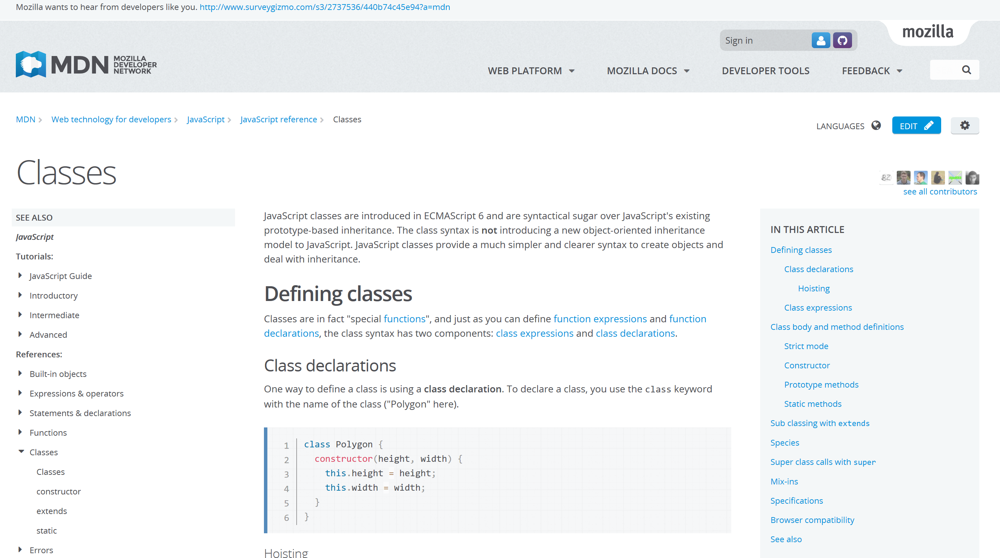 Mozilla wants to hear from developers like you. http://www.surveygizmo.com/s3/2737536/440b74c45e94?a=mdn
mozilla
Sign in
MDN MOZILLA
DEVELOPER
NETWORK
WEB PLATFORM MOZILLA DOCS DEVELOPER TOOLS FEEDBACK
MDN Web technology for developers JavaScript JavaScript reference Classes
LANGUAGES EDIT
Classes
BZ
see all contributors
SEE ALSO
JavaScript
Tutorials:
JavaScript Guide
Introductory
Intermediate
Advanced
References:
Built-in objects
Expressions & operators
Statements & declarations
Functions
Classes
Classes
constructor
extends
static
Errors
JavaScript classes are introduced in ECMAScript 6 and are syntactical sugar over JavaScript's existing
prototype-based inheritance. The class syntax is not introducing a new object-oriented inheritance
model to JavaScript. JavaScript classes provide a much simpler and clearer syntax to create objects and
deal with inheritance.
Defining classes
Classes are in fact "special functions", and just as you can define function expressions and function
declarations, the class syntax has two components: class expressions and class declarations.
Class declarations
One way to define a class is using a class declaration. To declare a class, you use the class keyword
with the name of the class ("Polygon" here).
1 class Polygon {
2   constructor(height, width) {
3     this.height = height;
4     this.width = width;
5   }
6 }
Hoisting
IN THIS ARTICLE
Defining classes
Class declarations
Hoisting
Class expressions
Class body and method definitions
Strict mode
Constructor
Prototype methods
Static methods
Sub classing with extends
Species
Super class calls with super
Mix-ins
Specifications
Browser compatibility
See also